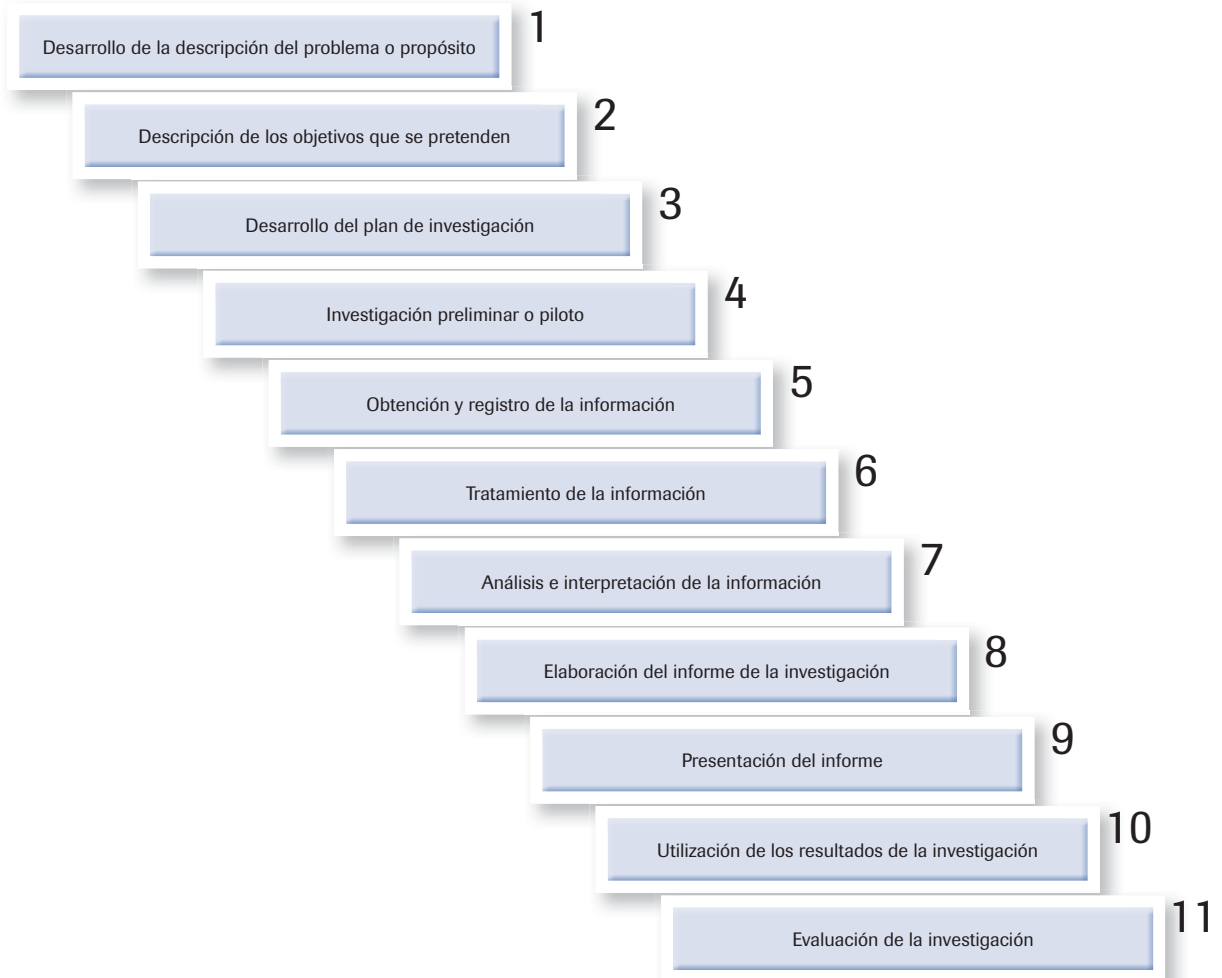 1
Desarrollo de la descripción del problema o propósito
2
Descripción de los objetivos que se pretenden
3
Desarrollo del plan de investigación
4
Investigación preliminar o piloto
5
Obtención y registro de la información
6
Tratamiento de la información
7
Análisis e interpretación de la información
8
Elaboración del informe de la investigación
9
Presentación del informe
10
Utilización de los resultados de la investigación
11
Evaluación de la investigación